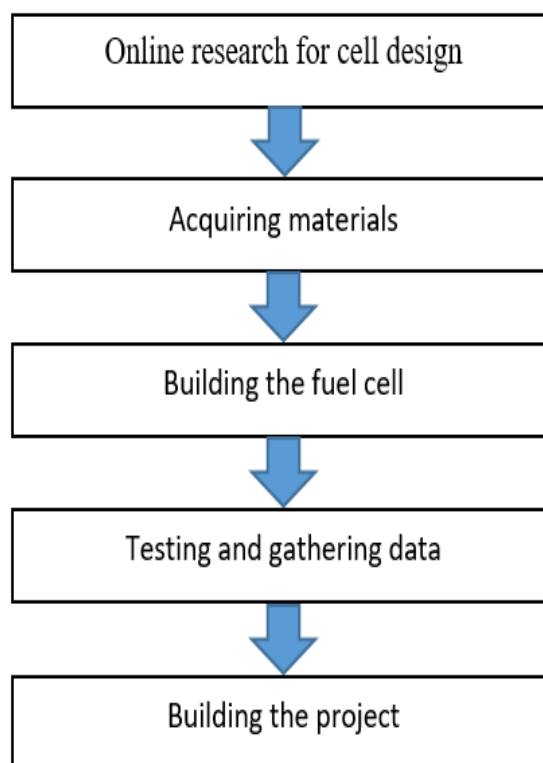 Online research for cell design
Acquiring materials
Building the fuel cell
Testing and gathering data
Building the project